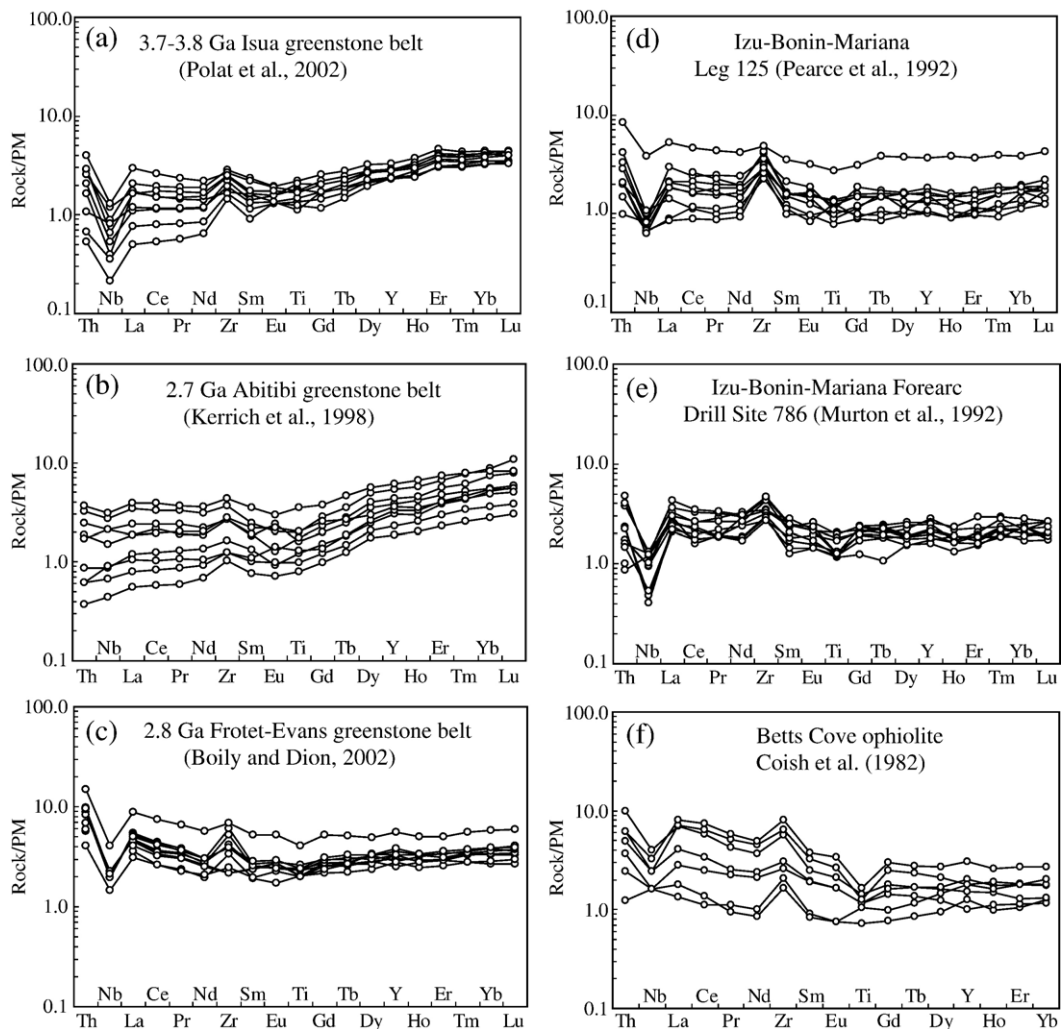 (a) 3.7-3.8 Ga Isua greenstone belt
(Polat et al., 2002)
Rock/PM
100.0
10.0
1.0
0.1
Nb Ce Pr Nd Sm Ti Tb Y Er Yb
Th La Pr Zr Eu Gd Dy Ho Tm Lu
(b) 2.7 Ga Abitibi greenstone belt
(Kerrich et al., 1998)
Rock/PM
100.0
10.0
1.0
0.1
Nb Ce Nd Sm Ti Tb Y Er Yb
Th La Pr Zr Eu Gd Dy Ho Tm Lu
(c) 2.8 Ga Frotet-Evans greenstone belt
(Boily and Dion, 2002)
Rock/PM
100.0
10.0
1.0
0.1
Nb Ce Nd Sm Ti Tb Y Er Yb
Th La Pr Zr Eu Gd Dy Ho Tm Lu
(d) Izu-Bonin-Mariana
Leg 125 (Pearce et al., 1992)
Rock/PM
100.0
10.0
1.0
0.1
Nb Ce Nd Sm Ti Tb Y Er Yb
Th La Pr Zr Eu Gd Dy Ho Tm Lu
(e) Izu-Bonin-Mariana Forearc
Drill Site 786 (Murton et al., 1992)
Rock/PM
100.0
10.0
1.0
0.1
Nb Ce Nd Sm Ti Tb Y Er Yb
Th La Pr Zr Eu Gd Dy Ho Tm Lu
(f) Betts Cove ophiolite
Coish et al. (1982)
Rock/PM
100.0
10.0
1.0
0.1
Nb Ce Nd Sm Ti Tb Y Er
Th La Pr Zr Eu Gd Dy Ho Yb